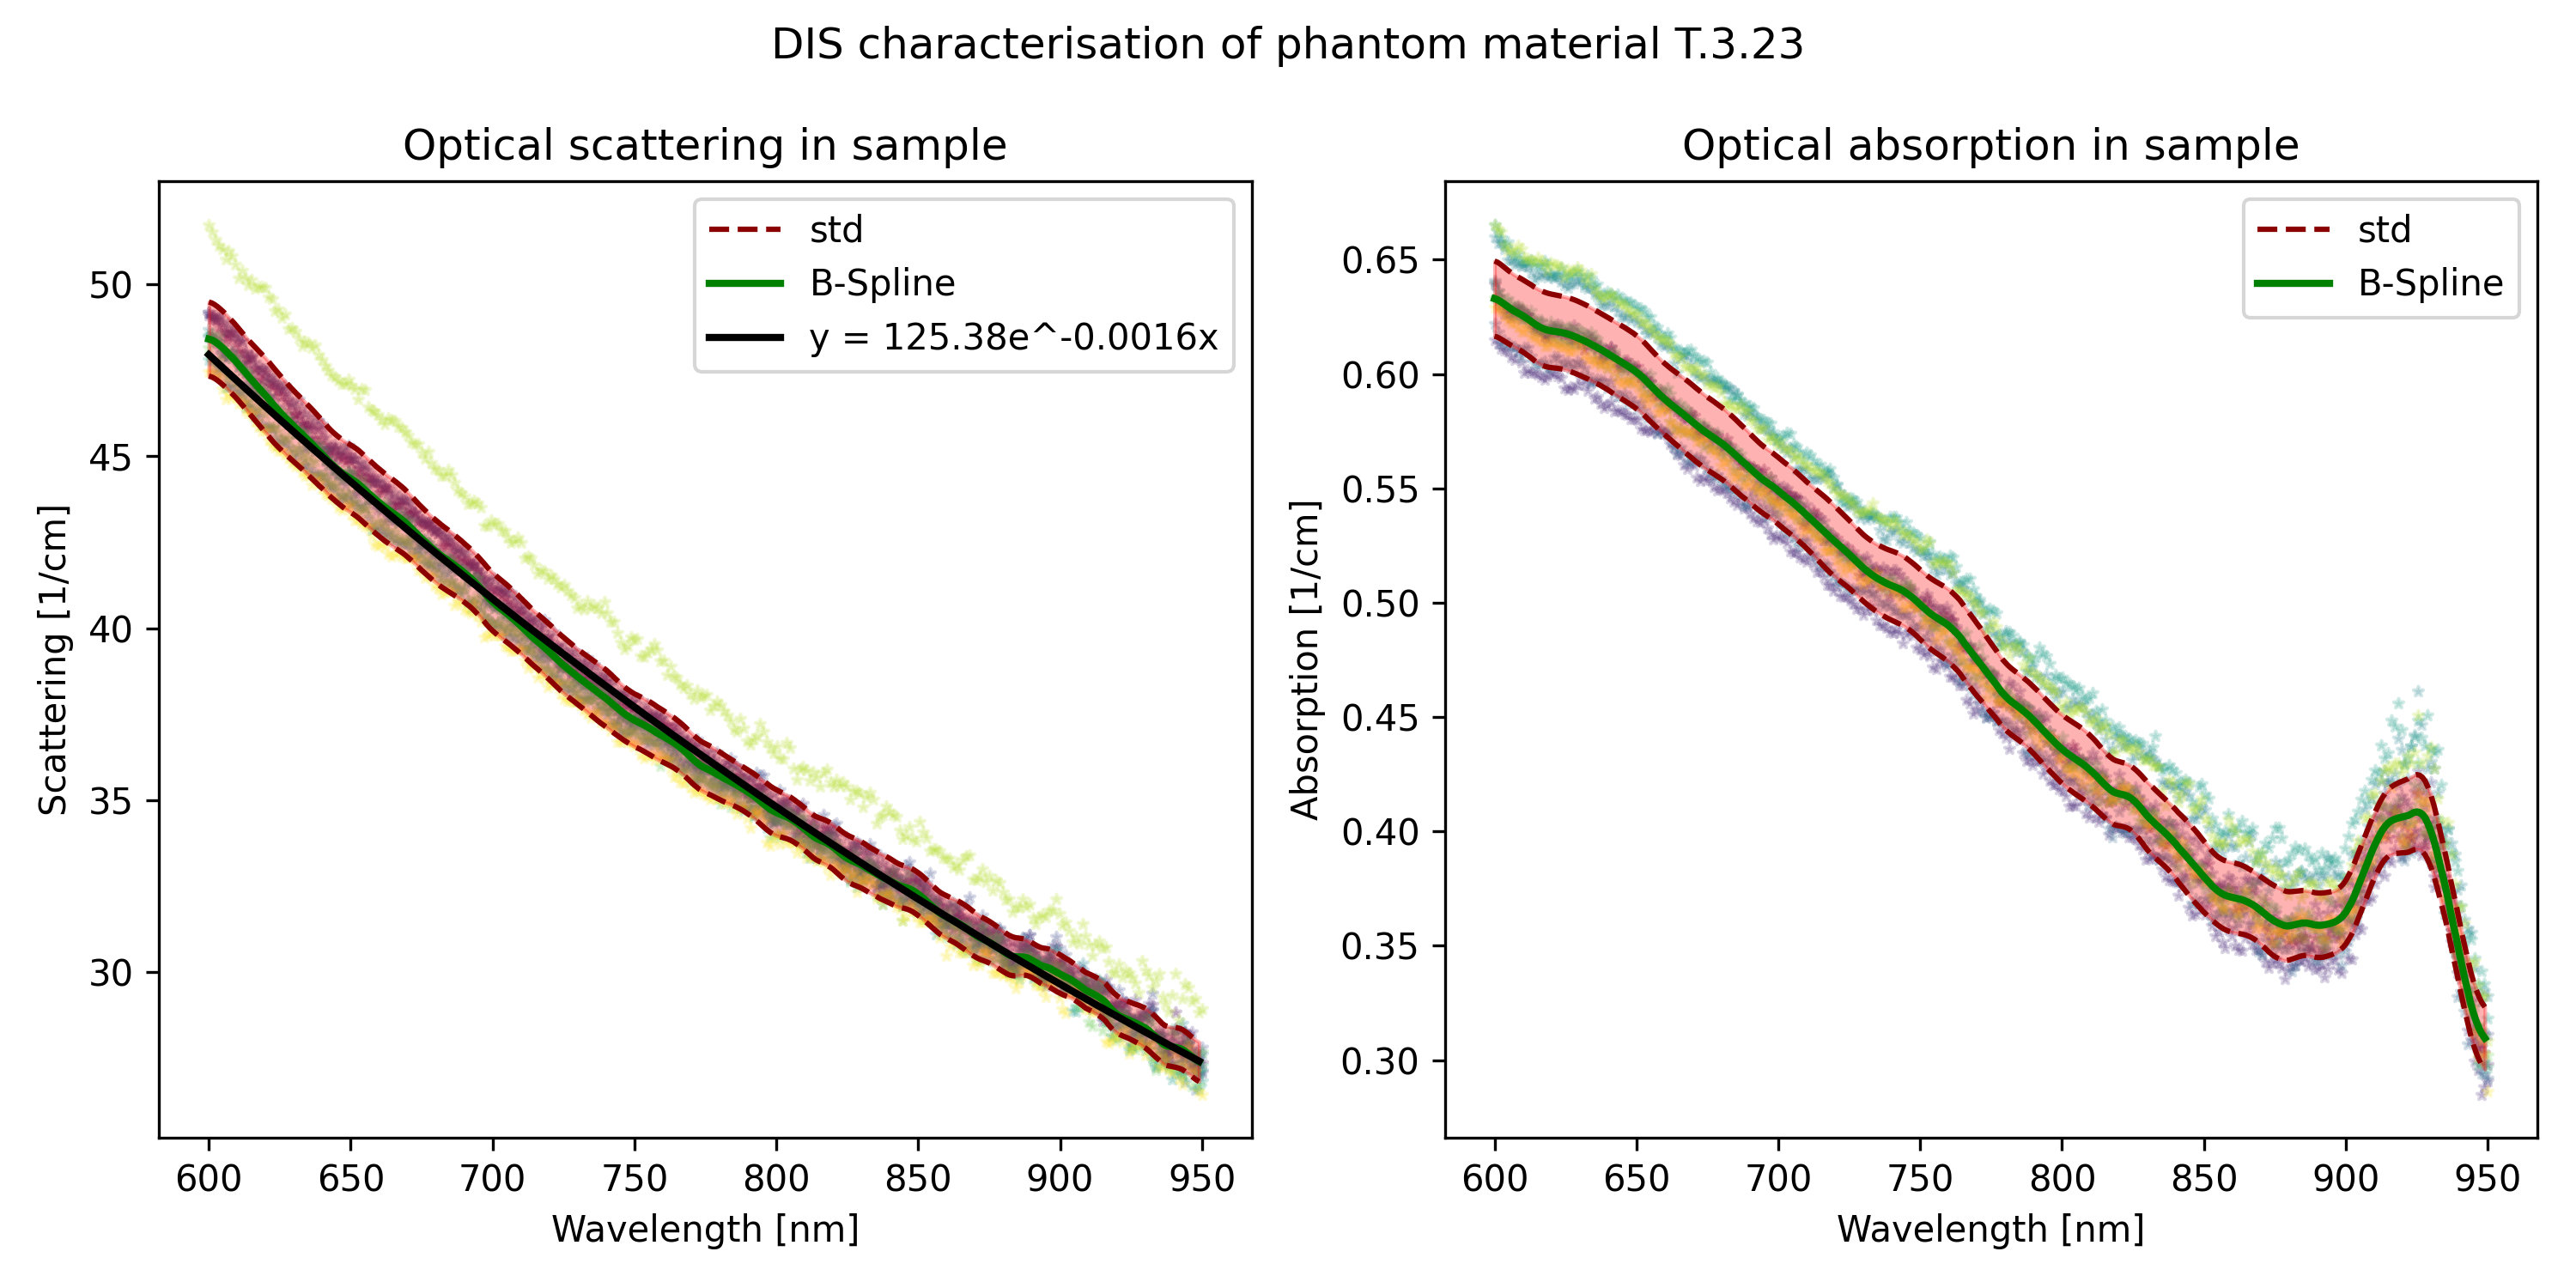 DIS characterisation of phantom material T.3.23
Optical scattering in sample
std
B-Spline
y = 125.38e^-0.0016x
50
45
40
35
30
Scattering [1/cm]
600 650 700 750 800 850 900 950
Wavelength [nm]
Optical absorption in sample
std
B-Spline
0.65
0.60
0.55
0.50
0.45
0.40
0.35
0.30
Absorption [1/cm]
600 650 700 750 800 850 900 950
Wavelength [nm]